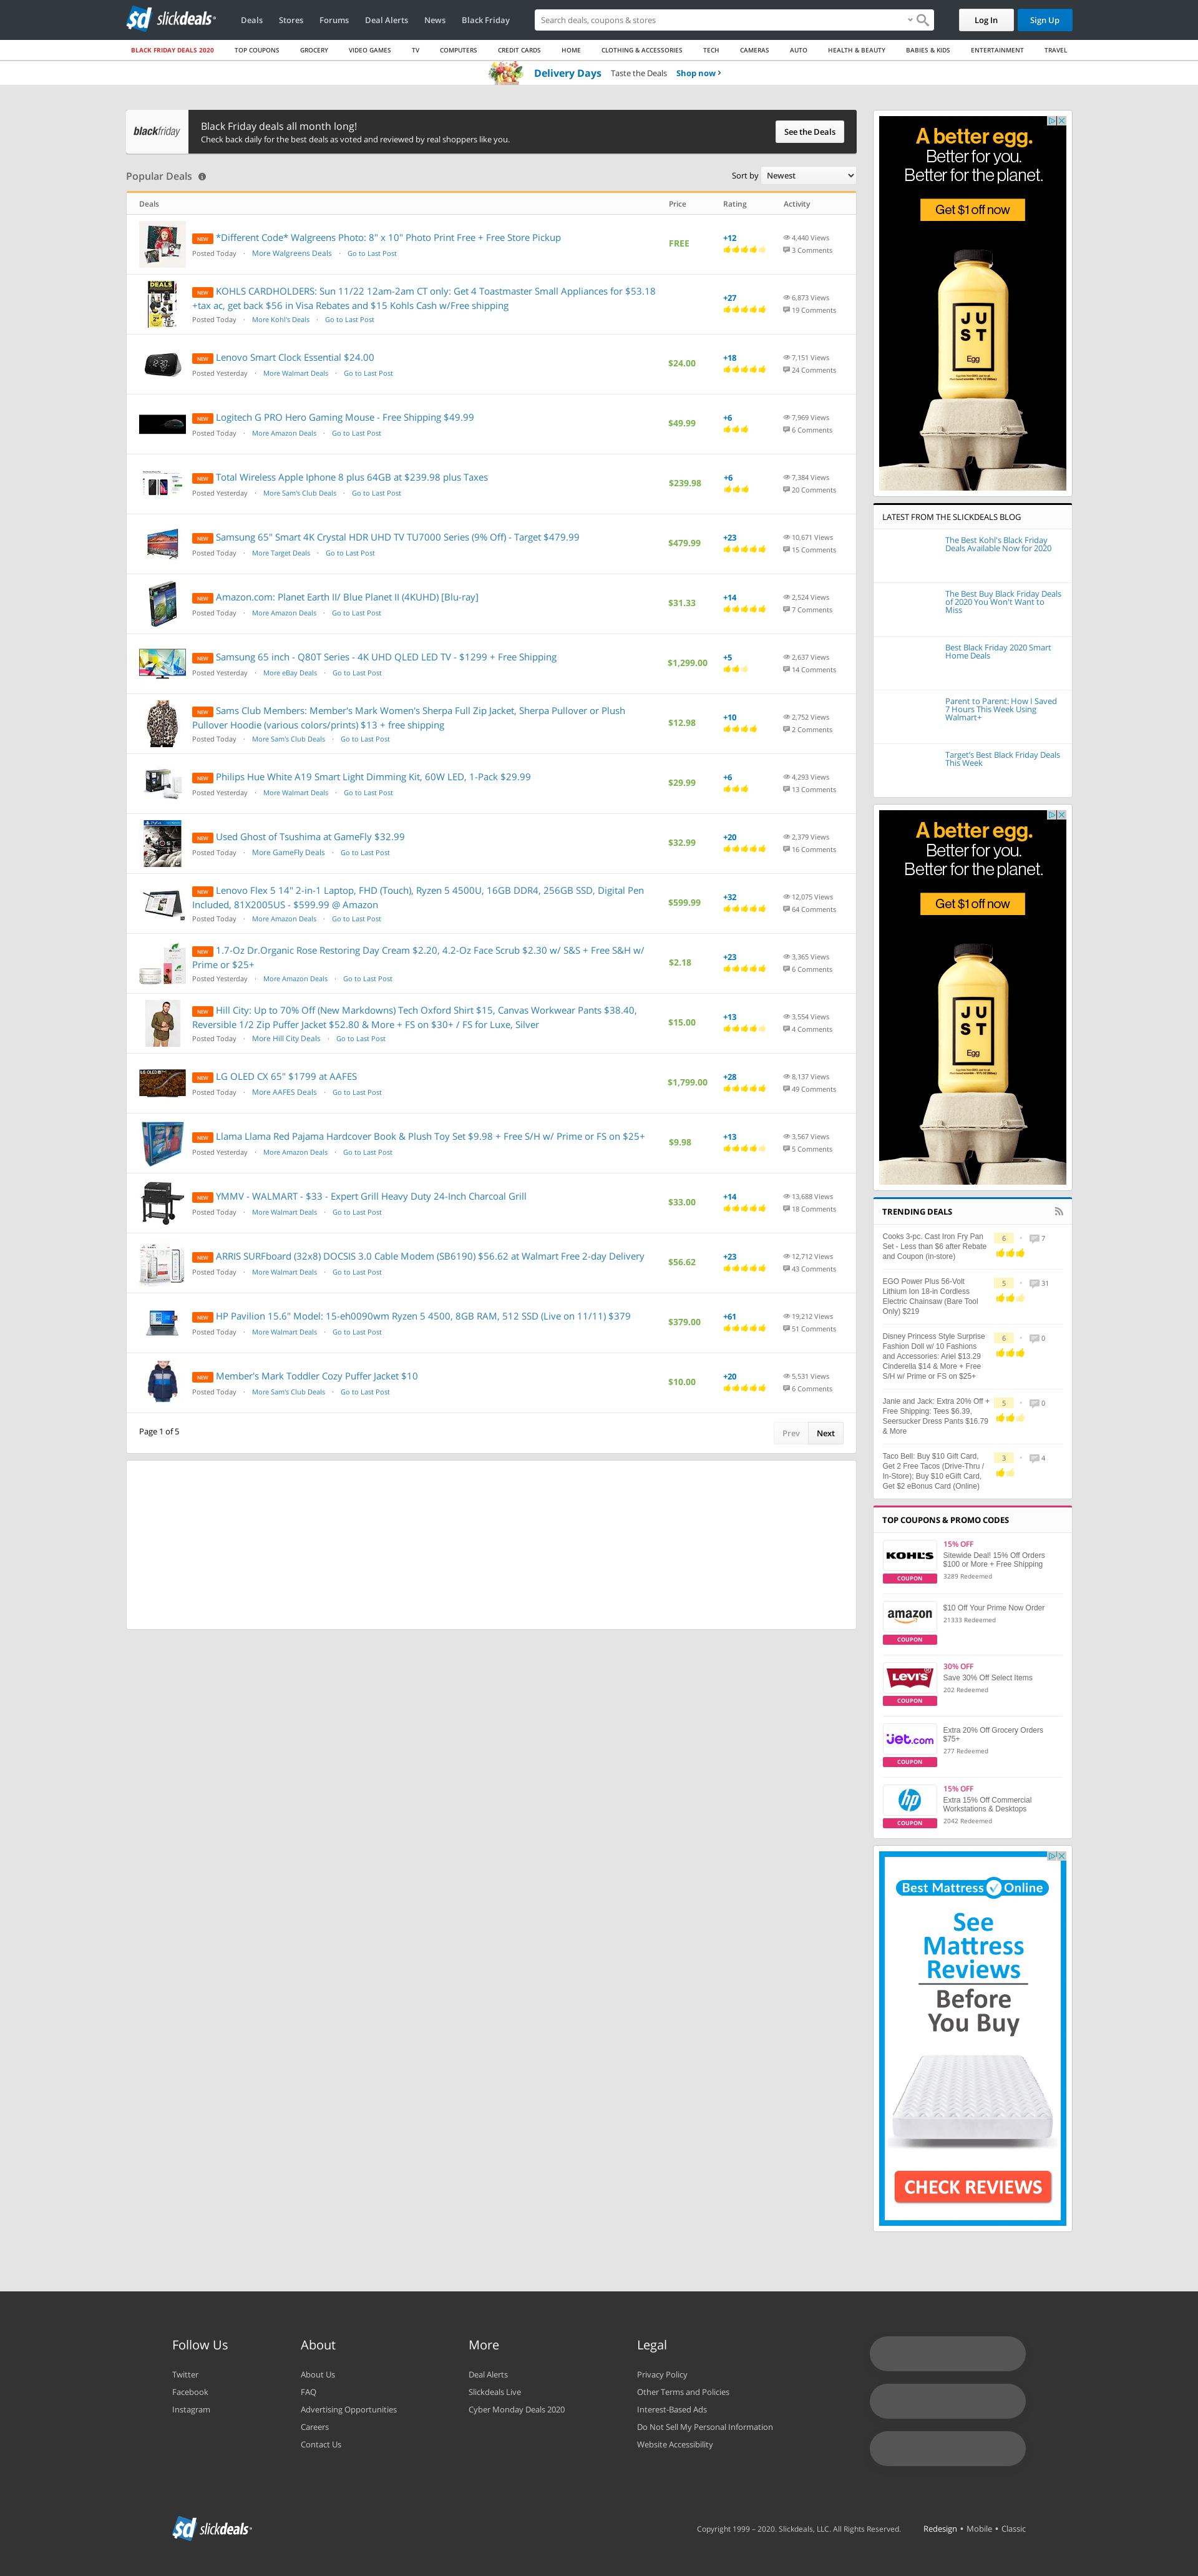 sd slickdeals
Deals Stores Forums Deal Alerts News Black Friday
Search deals, coupons & stores
Log In Sign Up
BLACK FRIDAY DEALS 2020 TOP COUPONS GROCERY VIDEO GAMES TV COMPUTERS CREDIT CARDS HOME CLOTHING & ACCESSORIES TECH CAMERAS AUTO HEALTH & BEAUTY BABIES & KIDS ENTERTAINMENT TRAVEL
Delivery Days Taste the Deals Shop now ›
blackfriday
Black Friday deals all month long!
Check back daily for the best deals as voted and reviewed by real shoppers like you.
See the Deals
Popular Deals
Sort by Newest
Deals Price Rating Activity
NEW *Different Code* Walgreens Photo: 8" x 10" Photo Print Free + Free Store Pickup
Posted Today · More Walgreens Deals · Go to Last Post
FREE +12 4,440 Views
3 Comments
NEW KOHLS CARDHOLDERS: Sun 11/22 12am-2am CT only: Get 4 Toastmaster Small Appliances for $53.18
+tax ac, get back $56 in Visa Rebates and $15 Kohls Cash w/Free shipping
Posted Today · More Kohl's Deals · Go to Last Post
+27 6,873 Views
19 Comments
NEW Lenovo Smart Clock Essential $24.00
Posted Yesterday · More Walmart Deals · Go to Last Post
$24.00 +18 7,151 Views
24 Comments
NEW Logitech G PRO Hero Gaming Mouse - Free Shipping $49.99
Posted Today · More Amazon Deals · Go to Last Post
$49.99 +6 7,969 Views
6 Comments
NEW Total Wireless Apple Iphone 8 plus 64GB at $239.98 plus Taxes
Posted Yesterday · More Sam's Club Deals · Go to Last Post
$239.98 +6 7,384 Views
20 Comments
NEW Samsung 65" Smart 4K Crystal HDR UHD TV TU7000 Series (9% Off) - Target $479.99
Posted Today · More Target Deals · Go to Last Post
$479.99 +23 10,671 Views
15 Comments
NEW Amazon.com: Planet Earth II/ Blue Planet II (4KUHD) [Blu-ray]
Posted Today · More Amazon Deals · Go to Last Post
$31.33 +14 2,524 Views
7 Comments
NEW Samsung 65 inch - Q80T Series - 4K UHD QLED LED TV - $1299 + Free Shipping
Posted Yesterday · More eBay Deals · Go to Last Post
$1,299.00 +5 2,637 Views
14 Comments
NEW Sams Club Members: Member's Mark Women's Sherpa Full Zip Jacket, Sherpa Pullover or Plush
Pullover Hoodie (various colors/prints) $13 + free shipping
Posted Today · More Sam's Club Deals · Go to Last Post
$12.98 +10 2,752 Views
2 Comments
NEW Philips Hue White A19 Smart Light Dimming Kit, 60W LED, 1-Pack $29.99
Posted Yesterday · More Walmart Deals · Go to Last Post
$29.99 +6 4,293 Views
13 Comments
NEW Used Ghost of Tsushima at GameFly $32.99
Posted Today · More GameFly Deals · Go to Last Post
$32.99 +20 2,379 Views
16 Comments
NEW Lenovo Flex 5 14" 2-in-1 Laptop, FHD (Touch), Ryzen 5 4500U, 16GB DDR4, 256GB SSD, Digital Pen
Included, 81X2005US - $599.99 @ Amazon
Posted Today · More Amazon Deals · Go to Last Post
$599.99 +32 12,075 Views
64 Comments
NEW 1.7-Oz Dr.Organic Rose Restoring Day Cream $2.20, 4.2-Oz Face Scrub $2.30 w/ S&S + Free S&H w/
Prime or $25+
Posted Yesterday · More Amazon Deals · Go to Last Post
$2.18 +23 3,365 Views
6 Comments
NEW Hill City: Up to 70% Off (New Markdowns) Tech Oxford Shirt $15, Canvas Workwear Pants $38.40,
Reversible 1/2 Zip Puffer Jacket $52.80 & More + FS on $30+ / FS for Luxe, Silver
Posted Today · More Hill City Deals · Go to Last Post
$15.00 +13 3,554 Views
4 Comments
NEW LG OLED CX 65" $1799 at AAFES
Posted Today · More AAFES Deals · Go to Last Post
$1,799.00 +28 8,137 Views
49 Comments
NEW Llama Llama Red Pajama Hardcover Book & Plush Toy Set $9.98 + Free S/H w/ Prime or FS on $25+
Posted Yesterday · More Amazon Deals · Go to Last Post
$9.98 +13 3,567 Views
5 Comments
NEW YMMV - WALMART - $33 - Expert Grill Heavy Duty 24-Inch Charcoal Grill
Posted Today · More Walmart Deals · Go to Last Post
$33.00 +14 13,688 Views
18 Comments
NEW ARRIS SURFboard (32x8) DOCSIS 3.0 Cable Modem (SB6190) $56.62 at Walmart Free 2-day Delivery
Posted Today · More Walmart Deals · Go to Last Post
$56.62 +23 12,712 Views
43 Comments
NEW HP Pavilion 15.6" Model: 15-eh0090wm Ryzen 5 4500, 8GB RAM, 512 SSD (Live on 11/11) $379
Posted Today · More Walmart Deals · Go to Last Post
$379.00 +61 19,212 Views
51 Comments
NEW Member's Mark Toddler Cozy Puffer Jacket $10
Posted Today · More Sam's Club Deals · Go to Last Post
$10.00 +20 5,531 Views
6 Comments
Page 1 of 5
Prev Next
A better egg.
Better for you.
Better for the planet.
Get $1 off now
JU
ST
Egg
LATEST FROM THE SLICKDEALS BLOG
The Best Kohl's Black Friday
Deals Available Now for 2020
The Best Buy Black Friday Deals
of 2020 You Won't Want to
Miss
Best Black Friday 2020 Smart
Home Deals
Parent to Parent: How I Saved
7 Hours This Week Using
Walmart+
Target's Best Black Friday Deals
This Week
A better egg.
Better for you.
Better for the planet.
Get $1 off now
JU
ST
Egg
TRENDING DEALS
Cooks 3-pc. Cast Iron Fry Pan
Set - Less than $6 after Rebate
and Coupon (in-store)
6 · 7
EGO Power Plus 56-Volt
Lithium Ion 18-in Cordless
Electric Chainsaw (Bare Tool
Only) $219
5 · 31
Disney Princess Style Surprise
Fashion Doll w/ 10 Fashions
and Accessories: Ariel $13.29
Cinderella $14 & More + Free
S/H w/ Prime or FS on $25+
6 · 0
Janie and Jack: Extra 20% Off +
Free Shipping: Tees $6.39,
Seersucker Dress Pants $16.79
& More
5 · 0
Taco Bell: Buy $10 Gift Card,
Get 2 Free Tacos (Drive-Thru /
In-Store); Buy $10 eGift Card,
Get $2 eBonus Card (Online)
3 · 4
TOP COUPONS & PROMO CODES
KOHL'S
COUPON
15% OFF
Sitewide Deal! 15% Off Orders
$100 or More + Free Shipping
3289 Redeemed
amazon
COUPON
$10 Off Your Prime Now Order
21333 Redeemed
Levi's
COUPON
30% OFF
Save 30% Off Select Items
202 Redeemed
jet.com
COUPON
Extra 20% Off Grocery Orders
$75+
277 Redeemed
hp
COUPON
15% OFF
Extra 15% Off Commercial
Workstations & Desktops
2042 Redeemed
Best Mattress Online
See
Mattress
Reviews
Before
You Buy
CHECK REVIEWS
Follow Us
Twitter
Facebook
Instagram
About
About Us
FAQ
Advertising Opportunities
Careers
Contact Us
More
Deal Alerts
Slickdeals Live
Cyber Monday Deals 2020
Legal
Privacy Policy
Other Terms and Policies
Interest-Based Ads
Do Not Sell My Personal Information
Website Accessibility
sd slickdeals
Copyright 1999 – 2020. Slickdeals, LLC. All Rights Reserved. Redesign • Mobile • Classic